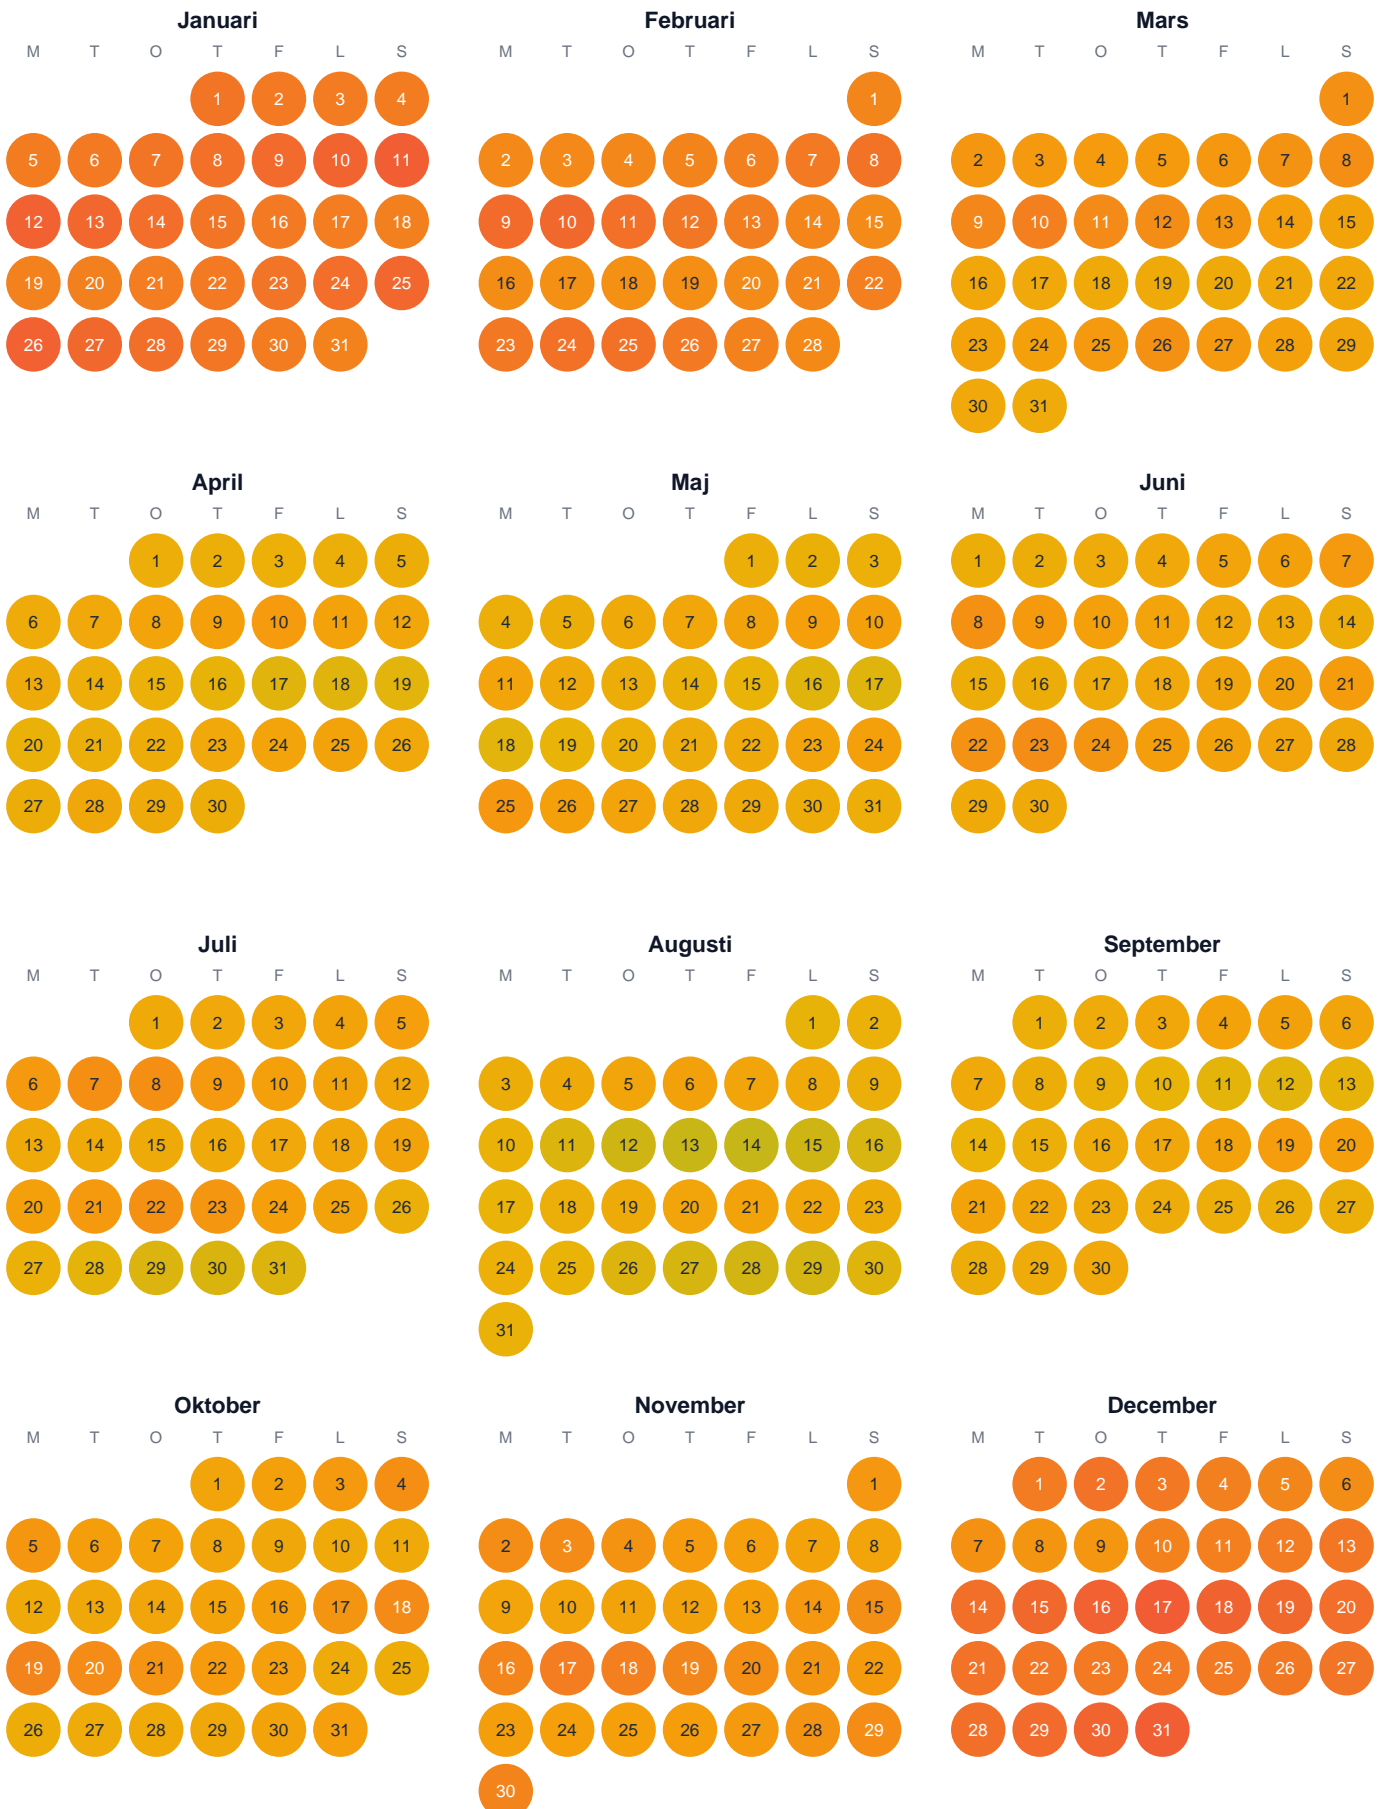 Januari Februari Mars
M T O T F L S M T O T F L S M T O T F L S
1 2 3 4 1 1
5 6 7 8 9 10 11 2 3 4 5 6 7 8 2 3 4 5 6 7 8
12 13 14 15 16 17 18 9 10 11 12 13 14 15 9 10 11 12 13 14 15
19 20 21 22 23 24 25 16 17 18 19 20 21 22 16 17 18 19 20 21 22
26 27 28 29 30 31 23 24 25 26 27 28 23 24 25 26 27 28 29
30 31
April Maj Juni
M T O T F L S M T O T F L S M T O T F L S
1 2 3 4 5 1 2 3 1 2 3 4 5 6 7
6 7 8 9 10 11 12 4 5 6 7 8 9 10 8 9 10 11 12 13 14
13 14 15 16 17 18 19 11 12 13 14 15 16 17 15 16 17 18 19 20 21
20 21 22 23 24 25 26 18 19 20 21 22 23 24 22 23 24 25 26 27 28
27 28 29 30 25 26 27 28 29 30 31 29 30
Juli Augusti September
M T O T F L S M T O T F L S M T O T F L S
1 2 3 4 5 1 2 1 2 3 4 5 6
6 7 8 9 10 11 12 3 4 5 6 7 8 9 7 8 9 10 11 12 13
13 14 15 16 17 18 19 10 11 12 13 14 15 16 14 15 16 17 18 19 20
20 21 22 23 24 25 26 17 18 19 20 21 22 23 21 22 23 24 25 26 27
27 28 29 30 31 24 25 26 27 28 29 30 28 29 30
31
Oktober November December
M T O T F L S M T O T F L S M T O T F L S
1 2 3 4 1 1 2 3 4 5 6
5 6 7 8 9 10 11 2 3 4 5 6 7 8 7 8 9 10 11 12 13
12 13 14 15 16 17 18 9 10 11 12 13 14 15 14 15 16 17 18 19 20
19 20 21 22 23 24 25 16 17 18 19 20 21 22 21 22 23 24 25 26 27
26 27 28 29 30 31 23 24 25 26 27 28 29 28 29 30 31
30